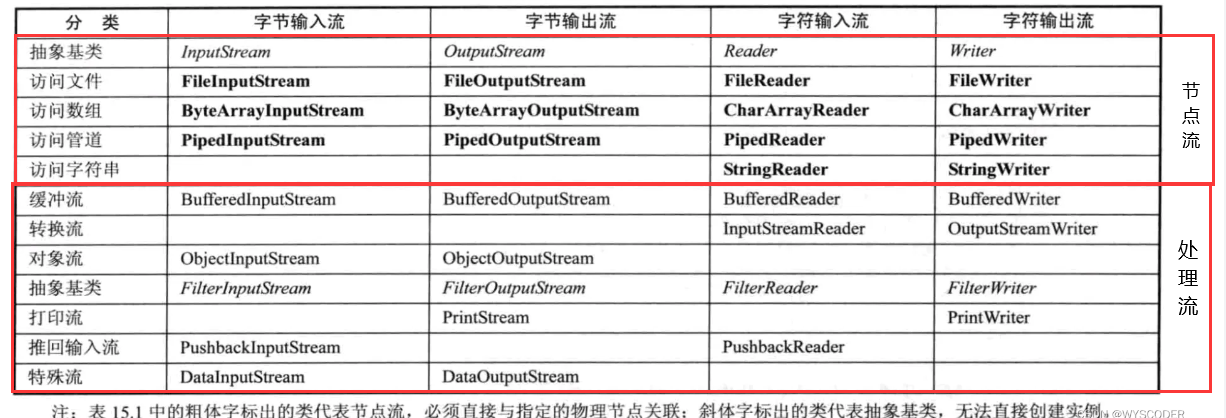 分 类 字节输入流 字节输出流 字符输入流 字符输出流
抽象基类 InputStream OutputStream Reader Writer
访问文件 FileInputStream FileOutputStream FileReader FileWriter
访问数组 ByteArrayInputStream ByteArrayOutputStream CharArrayReader CharArrayWriter
访问管道 PipedInputStream PipedOutputStream PipedReader PipedWriter
访问字符串 StringReader StringWriter
节点流
缓冲流 BufferedInputStream BufferedOutputStream BufferedReader BufferedWriter
转换流 InputStreamReader OutputStreamWriter
对象流 ObjectInputStream ObjectOutputStream
抽象基类 FilterInputStream FilterOutputStream FilterReader FilterWriter
打印流 PrintStream PrintWriter
推回输入流 PushbackInputStream PushbackReader
特殊流 DataInputStream DataOutputStream
处理流
注：表 15.1 中的粗体字标出的类代表节点流，必须直接与指定的物理节点关联；斜体字标出的类代表抽象基类，无法直接创建实例。
@WYSCODER